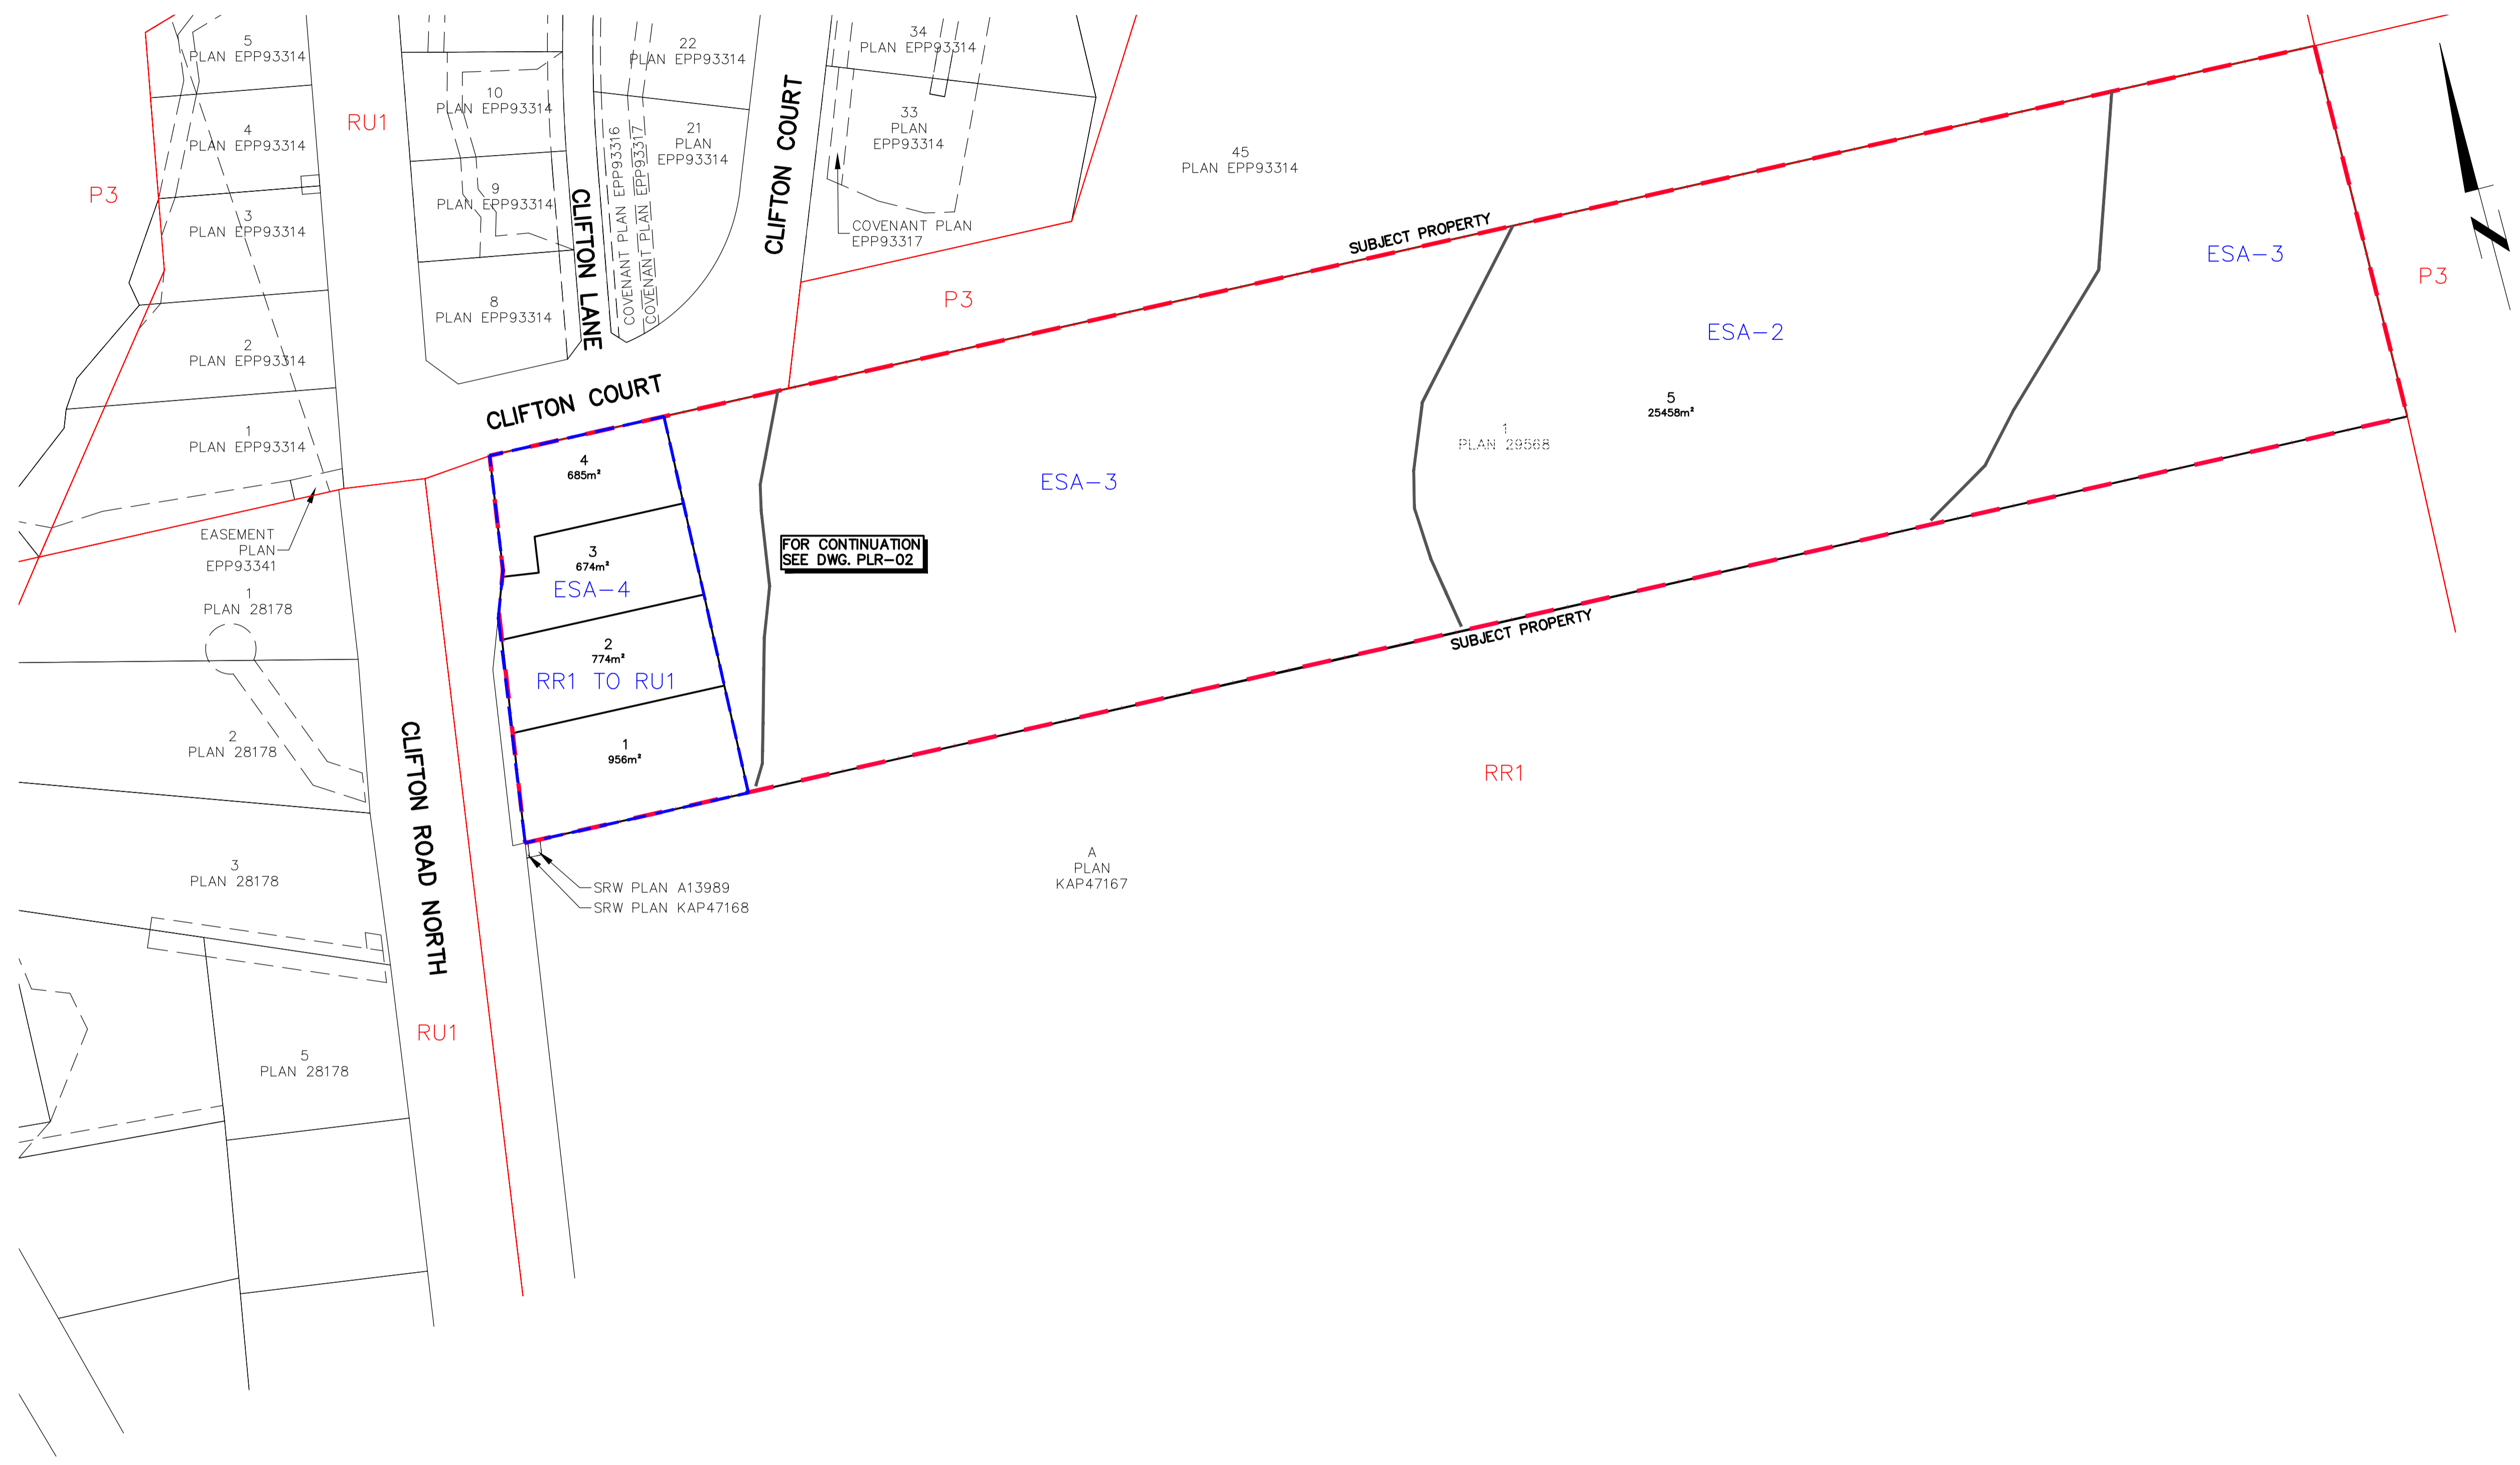 5
PLAN EPP93314
4
PLAN EPP93314
3
PLAN EPP93314
2
PLAN EPP93314
1
PLAN EPP93314
P3
RU1
10
PLAN EPP93314
9
PLAN EPP93314
8
PLAN EPP93314
CLIFTON LANE
COVENANT PLAN EPP93316
COVENANT PLAN EPP93317
22
PLAN EPP93314
21
PLAN
EPP93314
CLIFTON COURT
34
PLAN EPP93314
33
PLAN
EPP93314
COVENANT PLAN
EPP93317
45
PLAN EPP93314
P3
SUBJECT PROPERTY
ESA-3
P3
Z
ESA-2
5
25458m²
1
PLAN 29568
ESA-3
CLIFTON COURT
4
685m²
3
674m²
ESA-4
2
774m²
RR1 TO RU1
1
956m²
FOR CONTINUATION
SEE DWG. PLR-02
SUBJECT PROPERTY
RR1
A
PLAN
KAP47167
SRW PLAN A13989
SRW PLAN KAP47168
EASEMENT
PLAN
EPP93341
1
PLAN 28178
2
PLAN 28178
3
PLAN 28178
5
PLAN 28178
CLIFTON ROAD NORTH
RU1